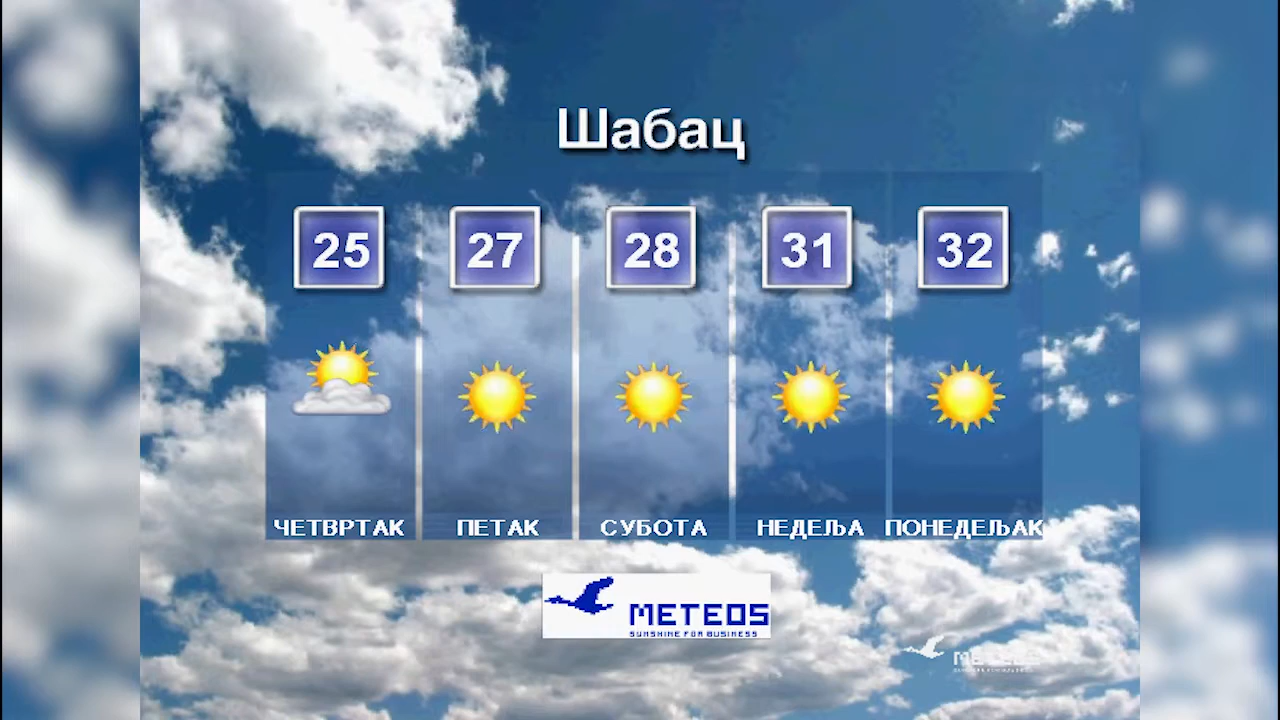 Шабац
25 27 28 31 32
ЧЕТВРТАК ПЕТАК СУБОТА НЕДЕЉА ПОНЕДЕЉАК
METEOS
SUNSHINE FOR BUSINESS